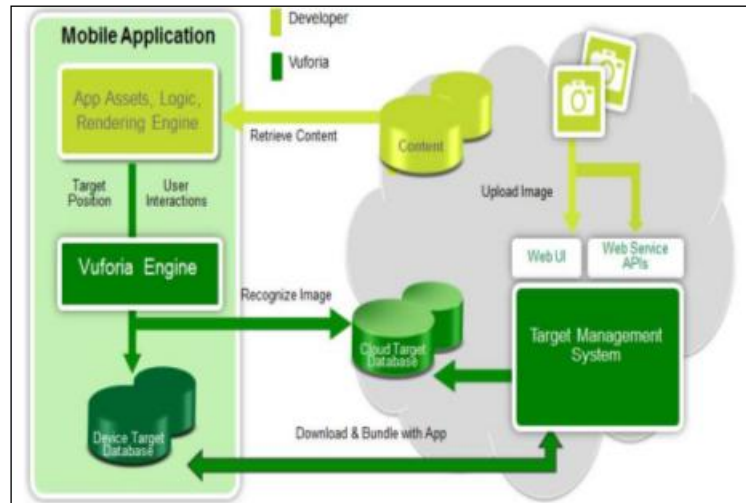 Developer
Vuforia
Mobile Application
App Assets, Logic,
Rendering Engine
Retrieve Content
Content
Target
Position
User
Interactions
Upload Image
Vuforia Engine
Web UI
Web Service
APIs
Recognize Image
Cloud Target
Database
Target Management
System
Device Target
Database
Download & Bundle with App